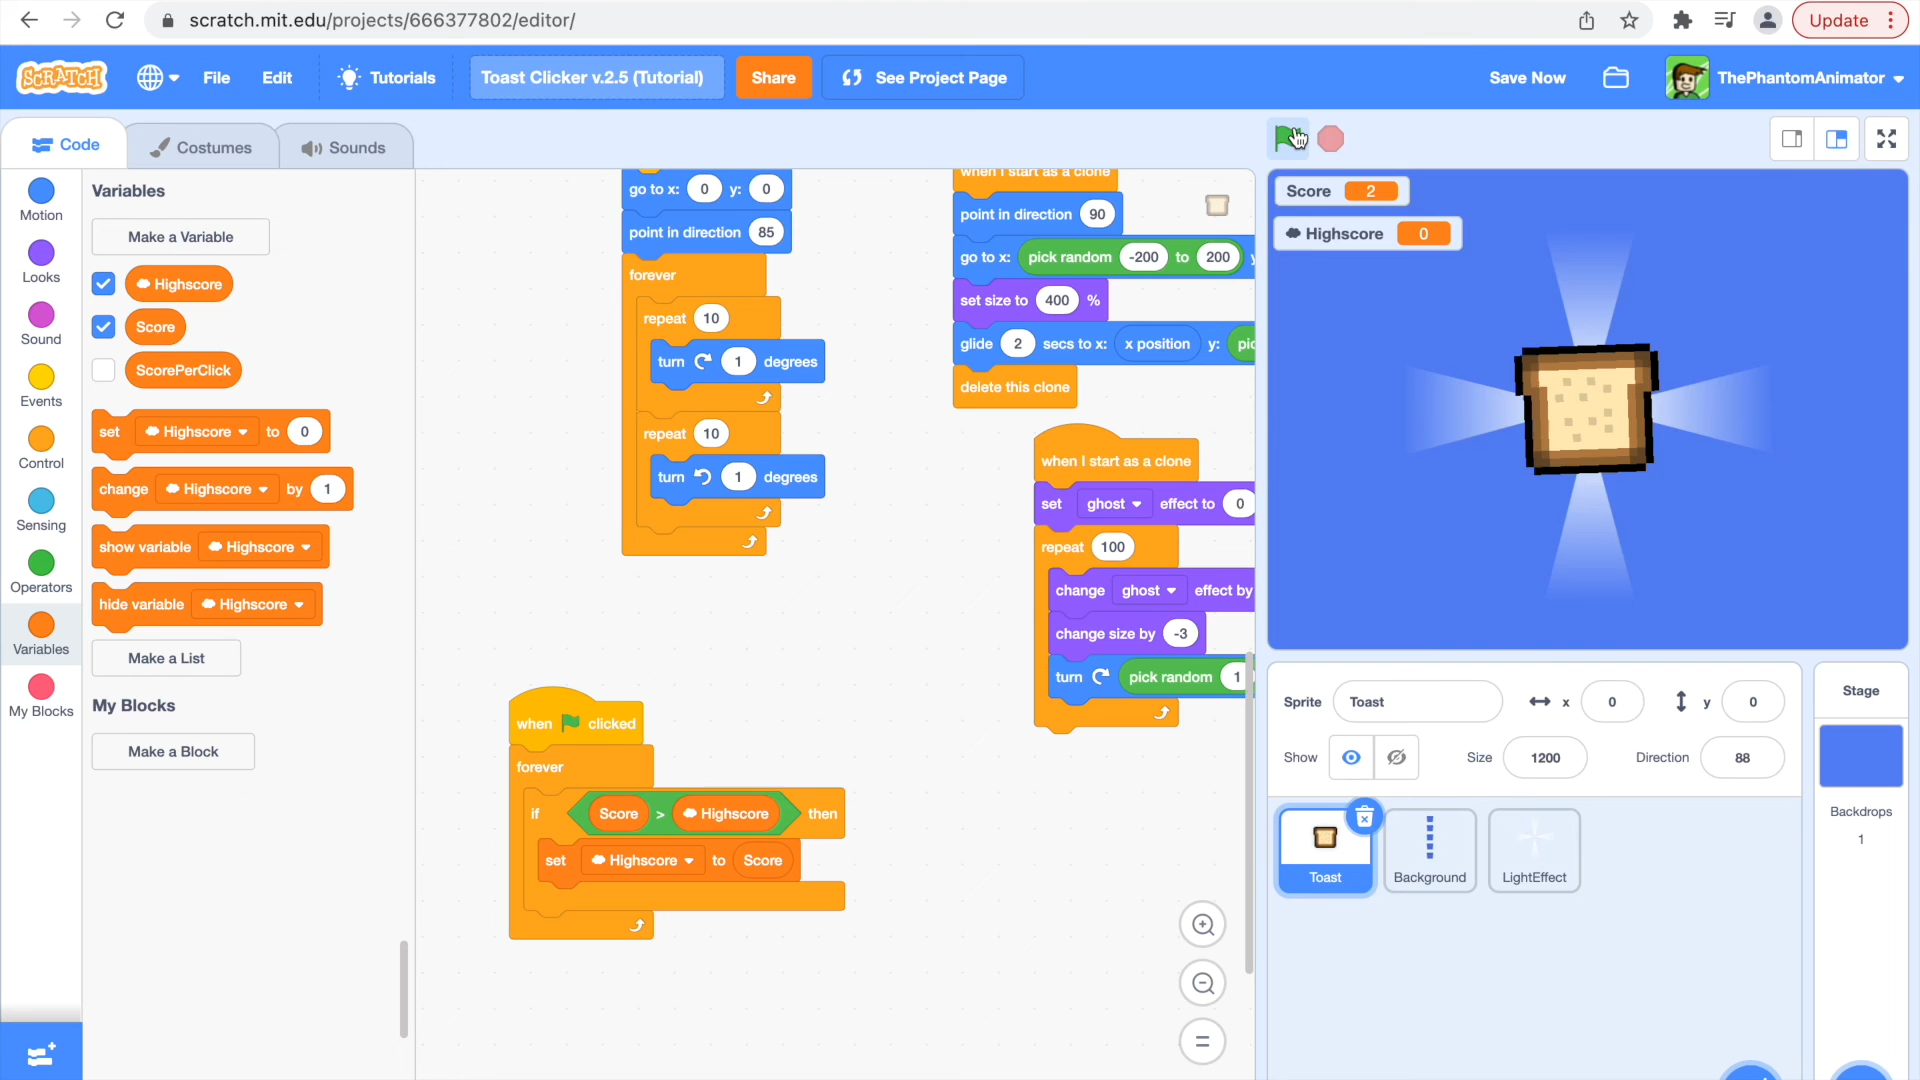 scratch.mit.edu/projects/666377802/editor/
Update
SCRATCH
File
Edit
Tutorials
Toast Clicker v.2.5 (Tutorial)
Share
See Project Page
Save Now
ThePhantomAnimator
Code
Costumes
Sounds
Motion
Looks
Sound
Events
Control
Sensing
Operators
Variables
My Blocks
Variables
Make a Variable
Highscore
Score
ScorePerClick
set Highscore to 0
change Highscore by 1
show variable Highscore
hide variable Highscore
Make a List
My Blocks
Make a Block
go to x: 0 y: 0
point in direction 85
forever
repeat 10
turn 1 degrees
repeat 10
turn 1 degrees
when clicked
forever
if Score > Highscore then
set Highscore to Score
when I start as a clone
point in direction 90
go to x: pick random -200 to 200 y
set size to 400 %
glide 2 secs to x: x position y: pic
delete this clone
when I start as a clone
set ghost effect to 0
repeat 100
change ghost effect by
change size by -3
turn pick random 1
Score 2
Highscore 0
Sprite Toast x 0 y 0
Show Size 1200 Direction 88
Toast
Background
LightEffect
Stage
Backdrops
1